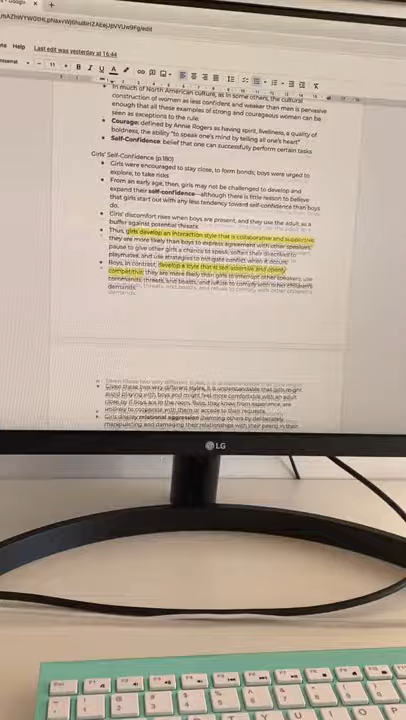 Last edit was yesterday at 16:44
In much of North American culture, as in some others, the cultural
construction of women as less confident and weaker than men is pervasive
enough that all these examples of strong and courageous women can be
seen as exceptions to the rule.
Courage: defined by Annie Rogers as having spirit, liveliness, a quality of
boldness, the ability "to speak one's mind by telling all one's heart"
Self-Confidence: belief that one can successfully perform certain tasks
Girls' Self-Confidence (p.180)
Girls were encouraged to stay close, to form bonds; boys were urged to
explore, to take risks
From an early age, then, girls may not be challenged to develop and
expand their self-confidence—although there is little reason to believe
that girls start out with any less tendency toward self-confidence than boys
do.
Girls' discomfort rises when boys are present, and they use the adult as a
buffer against potential threats.
Thus, girls develop an interaction style that is collaborative and supportive;
they are more likely than boys to express agreement with other speakers,
pause to give other girls a chance to speak, soften their directives to
playmates, and use strategies to mitigate conflict when it occurs
Boys, in contrast, develop a style that is self-assertive and openly
competitive; they are more likely than girls to interrupt other speakers, use
commands, threats, and boasts, and refuse to comply with other children's
demands.
Given these two very different styles, it is understandable that girls might
avoid playing with boys and might feel more comfortable with an adult
close by if boys are in the room. Boys, they know from experience, are
unlikely to cooperate with them or accede to their requests.
Girls display relational aggression (harming others by deliberately
manipulating and damaging their relationships with their peers) in their
LG